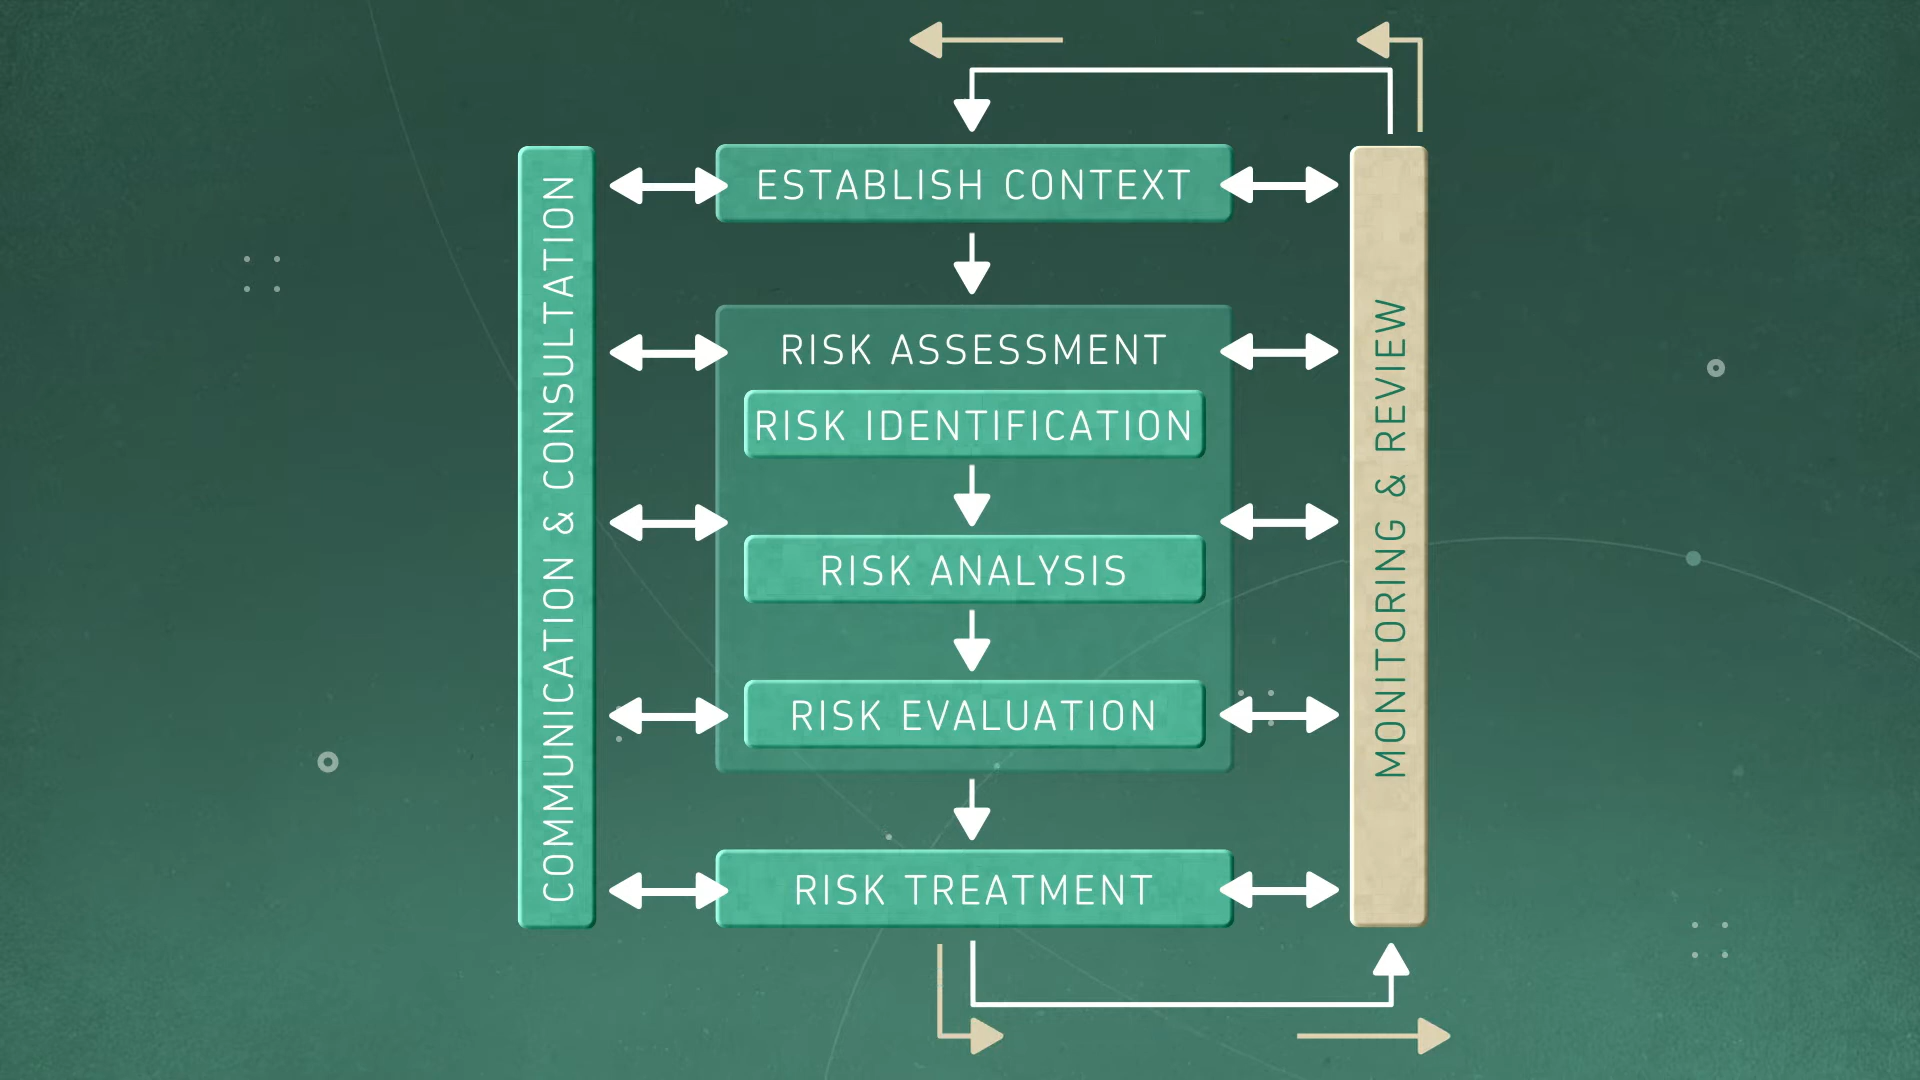 COMMUNICATION & CONSULTATION
ESTABLISH CONTEXT
RISK ASSESSMENT
RISK IDENTIFICATION
RISK ANALYSIS
RISK EVALUATION
RISK TREATMENT
MONITORING & REVIEW